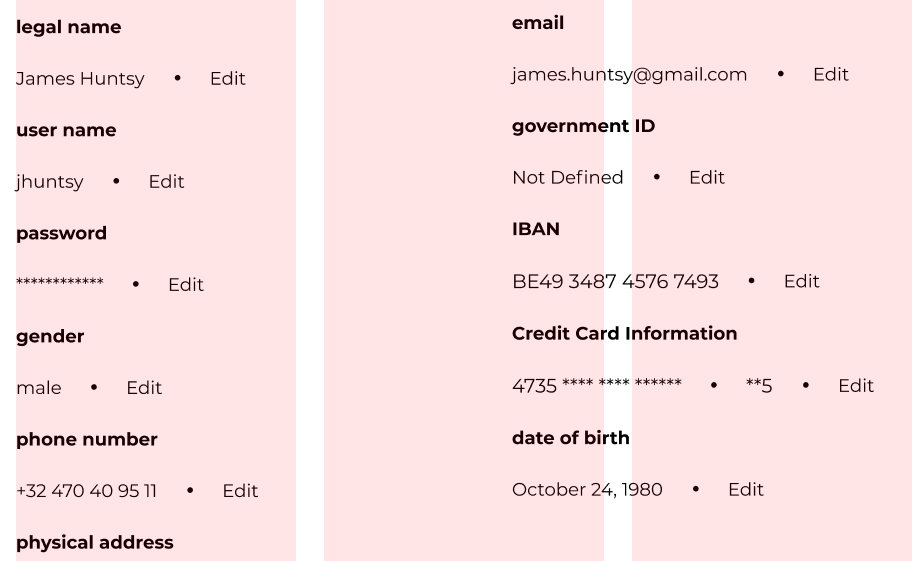 legal name
James Huntsy • Edit
user name
jhuntsy • Edit
password
************ • Edit
gender
male • Edit
phone number
+32 470 40 95 11 • Edit
physical address
email
james.huntsy@gmail.com • Edit
government ID
Not Defined • Edit
IBAN
BE49 3487 4576 7493 • Edit
Credit Card Information
4735 **** **** ****** • **5 • Edit
date of birth
October 24, 1980 • Edit